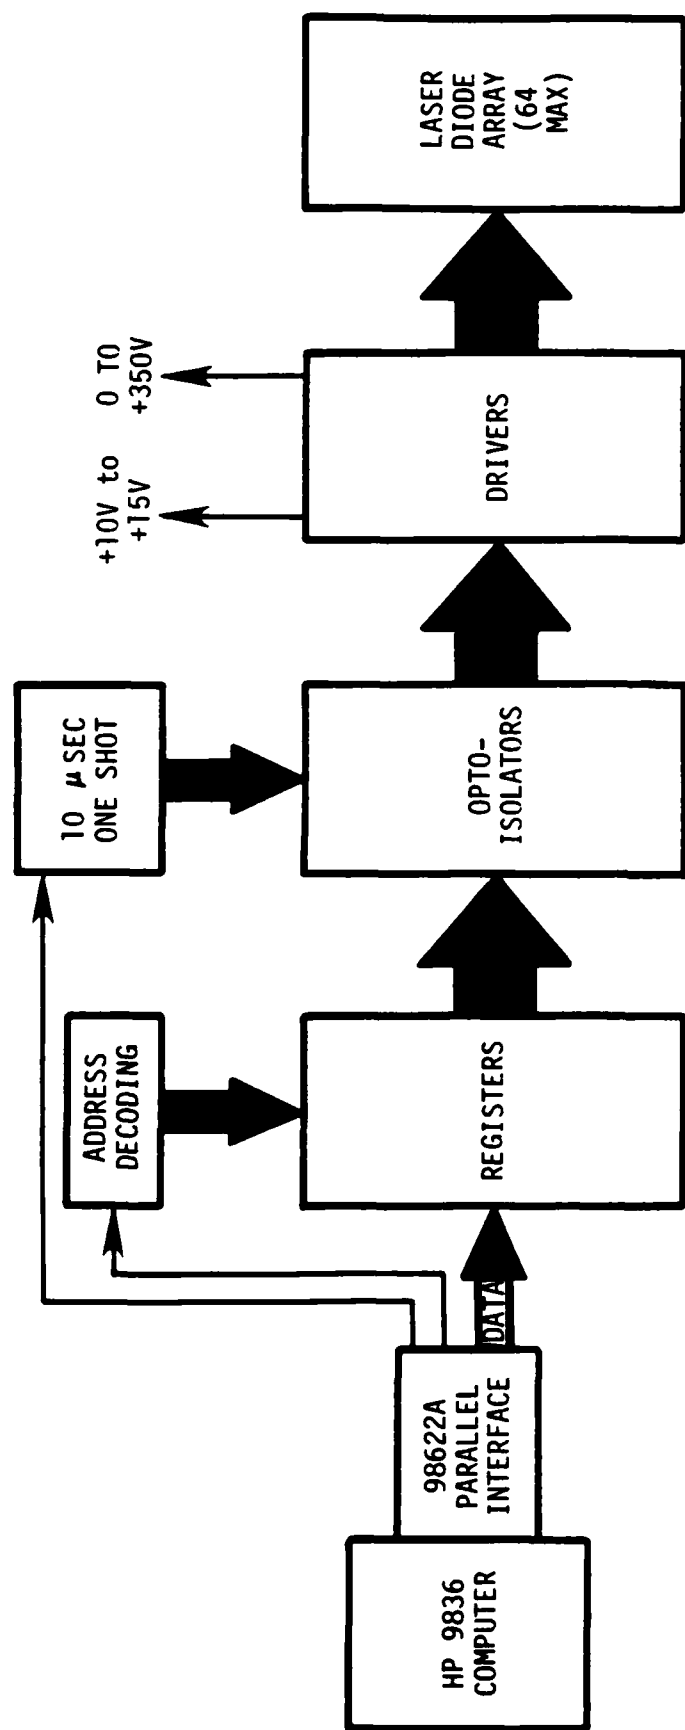 HP 9836
COMPUTER
98622A
PARALLEL
INTERFACE
DATA
ADDRESS
DECODING
REGISTERS
10 μSEC
ONE SHOT
OPTO-
ISOLATORS
+10V to
+15V
0 TO
+350V
DRIVERS
LASER
DIODE
ARRAY
(64
MAX)